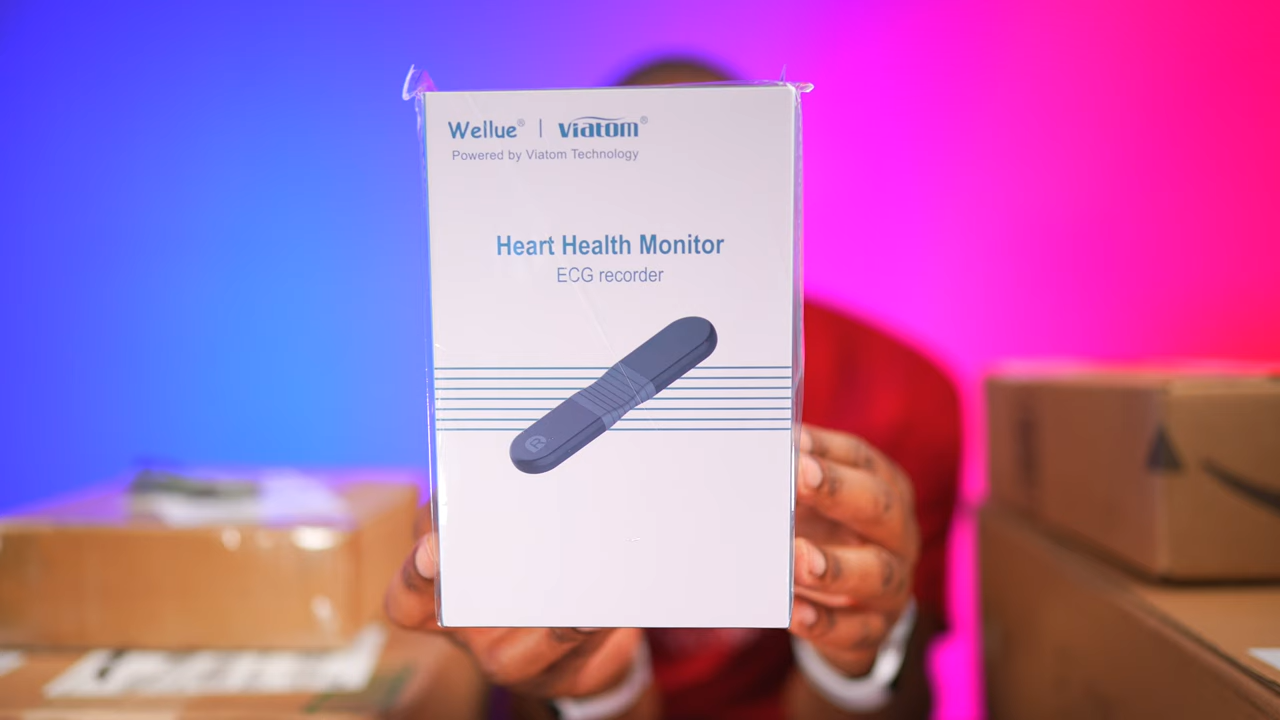 Wellue® | Viatom®
Powered by Viatom Technology
Heart Health Monitor
ECG recorder
R